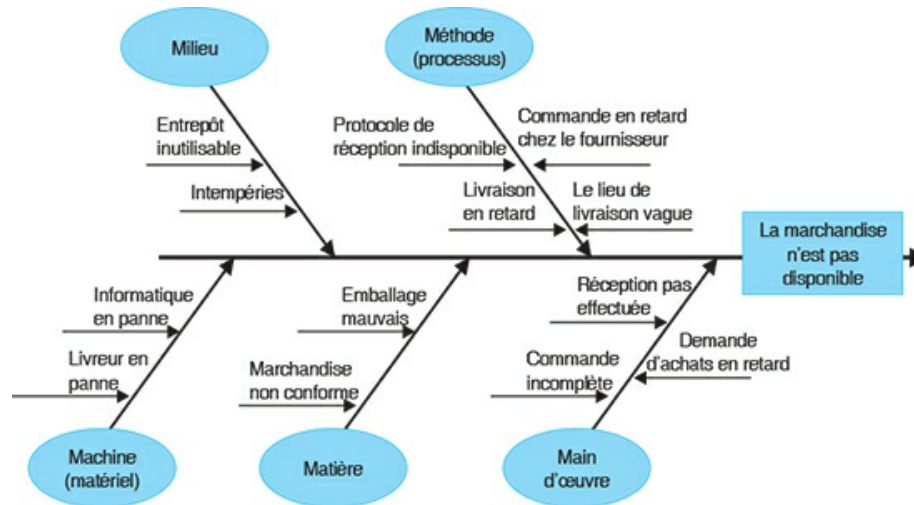 Milieu
Méthode
(processus)
Entrepôt
inutilisable
Intempéries
Protocole de
réception indisponible
Commande en retard
chez le fournisseur
Livraison
en retard
Le lieu de
livraison vague
La marchandise
n'est pas
disponible
Informatique
en panne
Livreur en
panne
Emballage
mauvais
Marchandise
non conforme
Réception pas
effectuée
Commande
incomplète
Demande
d'achats en retard
Machine
(matériel)
Matière
Main
d'œuvre